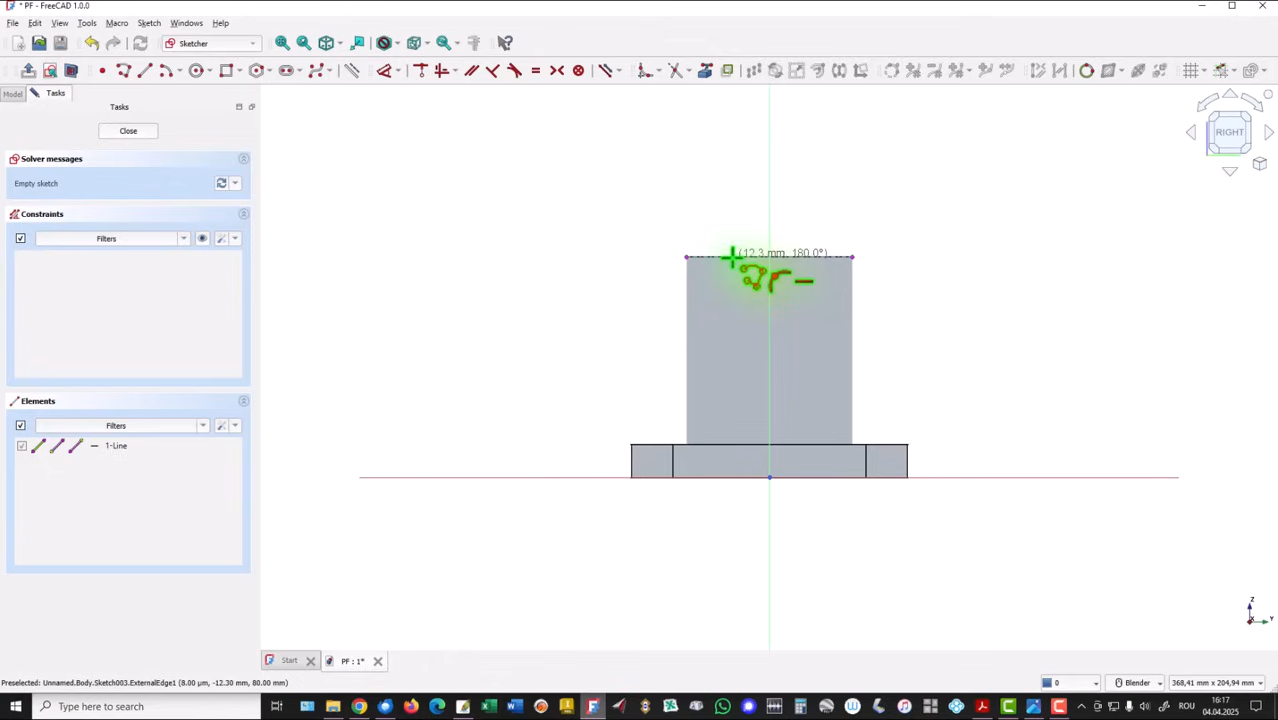 * PF - FreeCAD 1.0.0
File Edit View Tools Macro Sketch Windows Help
Sketcher
Model Tasks
Tasks
Close
Solver messages
Empty sketch
Constraints
Filters
Elements
Filters
1-Line
(12,3 mm, 180,0°)
RIGHT
Z
Y
X
Start PF : 1*
Preselected: Unnamed.Body.Sketch003.ExternalEdge1 (8.00 µm, -12.30 mm, 80.00 mm)
0 Blender 368,41 mm x 204,94 mm
Type here to search
ROU
16:17
04.04.2025